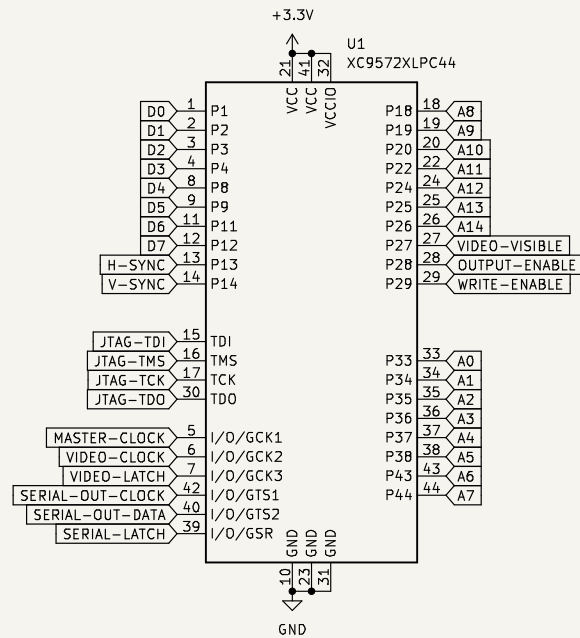 +3.3V
U1
XC9572XLPC44
21 41 32
VCC VCC VCCIO
D0 1 P1 P18 18 A8
D1 2 P2 P19 19 A9
D2 3 P3 P20 20 A10
D3 4 P4 P22 22 A11
D4 8 P8 P24 24 A12
D5 9 P9 P25 25 A13
D6 11 P11 P26 26 A14
D7 12 P12 P27 27 VIDEO-VISIBLE
H-SYNC 13 P13 P28 28 OUTPUT-ENABLE
V-SYNC 14 P14 P29 29 WRITE-ENABLE
JTAG-TDI 15 TDI P33 33 A0
JTAG-TMS 16 TMS P34 34 A1
JTAG-TCK 17 TCK P35 35 A2
JTAG-TDO 30 TDO P36 36 A3
MASTER-CLOCK 5 I/O/GCK1 P37 37 A4
VIDEO-CLOCK 6 I/O/GCK2 P38 38 A5
VIDEO-LATCH 7 I/O/GCK3 P43 43 A6
SERIAL-OUT-CLOCK 42 I/O/GTS1 P44 44 A7
SERIAL-OUT-DATA 40 I/O/GTS2
SERIAL-LATCH 39 I/O/GSR
GND GND GND
10 23 31
GND